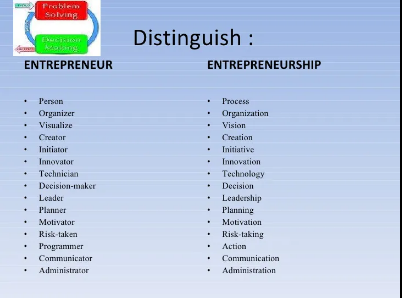 Problem
Solving
Decision
Making
Distinguish :
ENTREPRENEUR
• Person
• Organizer
• Visualize
• Creator
• Initiator
• Innovator
• Technician
• Decision-maker
• Leader
• Planner
• Motivator
• Risk-taken
• Programmer
• Communicator
• Administrator
ENTREPRENEURSHIP
• Process
• Organization
• Vision
• Creation
• Initiative
• Innovation
• Technology
• Decision
• Leadership
• Planning
• Motivation
• Risk-taking
• Action
• Communication
• Administration